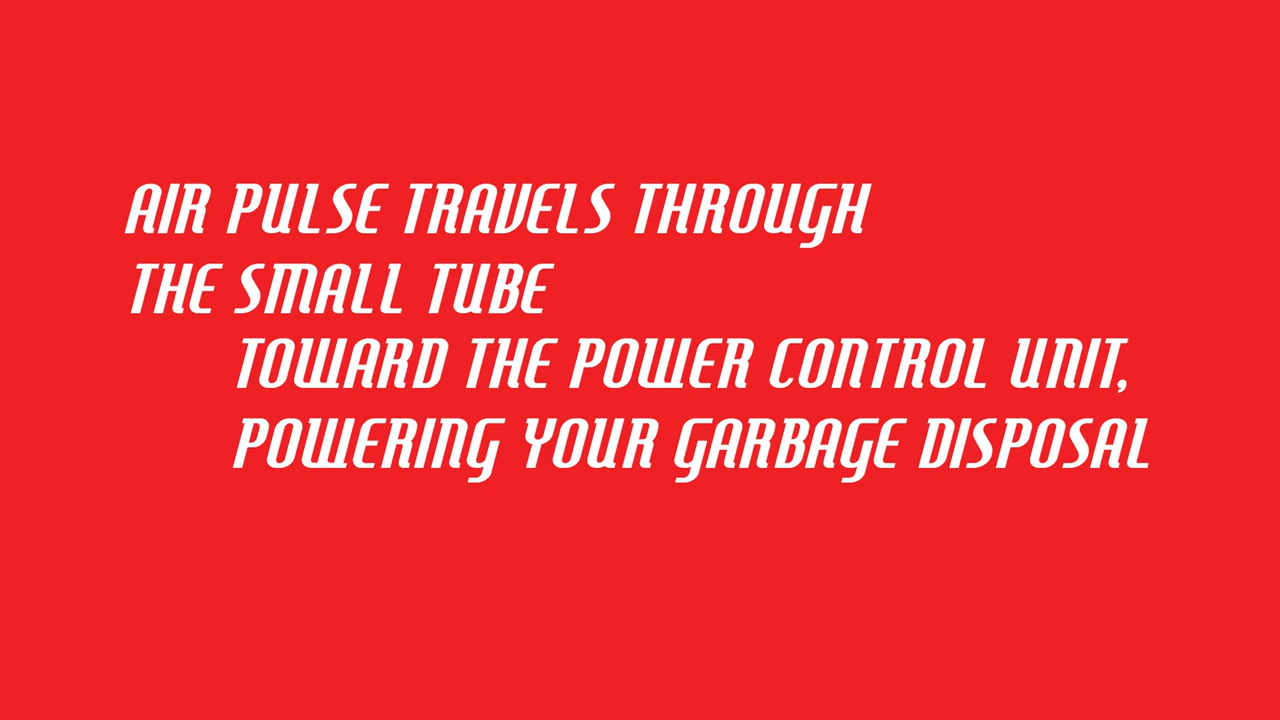 AIR PULSE TRAVELS THROUGH
THE SMALL TUBE
TOWARD THE POWER CONTROL UNIT,
POWERING YOUR GARBAGE DISPOSAL